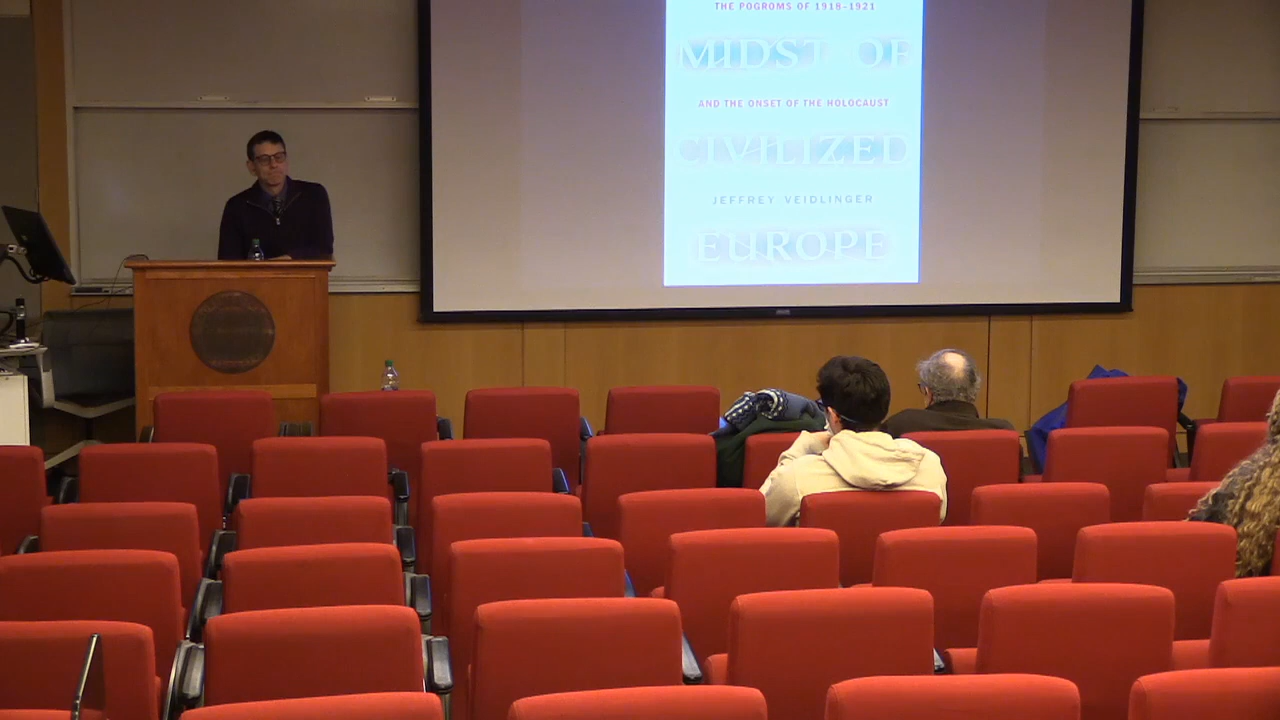 THE POGROMS OF 1918–1921
MIDST OF
AND THE ONSET OF THE HOLOCAUST
CIVILIZED
JEFFREY VEIDLINGER
EUROPE